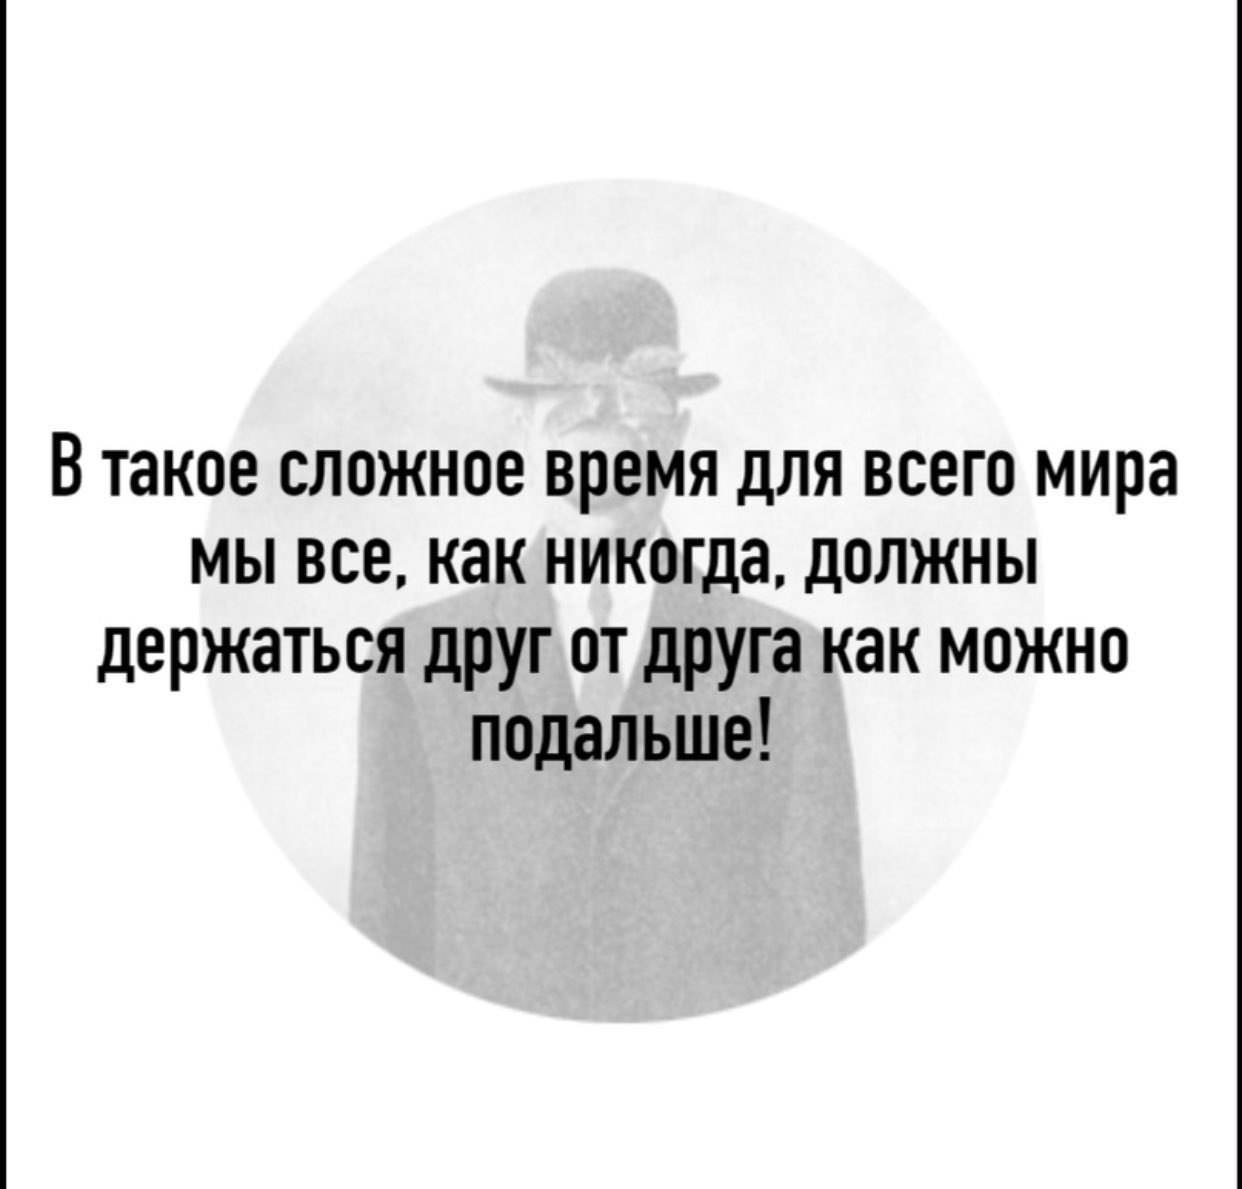 В такое сложное время для всего мира
мы все, как никогда, должны
держаться друг от друга как можно
подальше!